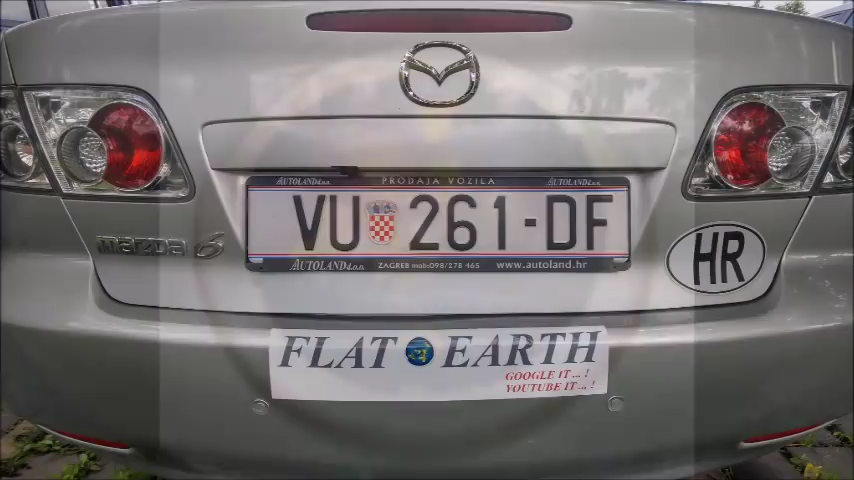 AUTOLAND d.o.o. PRODAJA VOZILA AUTOLAND d.o.o.
VU 261-DF
AUTOLAND d.o.o. ZAGREB mob:098/278 465 www.autoland.hr
mazda 6
HR
FLAT EARTH
GOOGLE IT ... !
YOUTUBE IT ... !